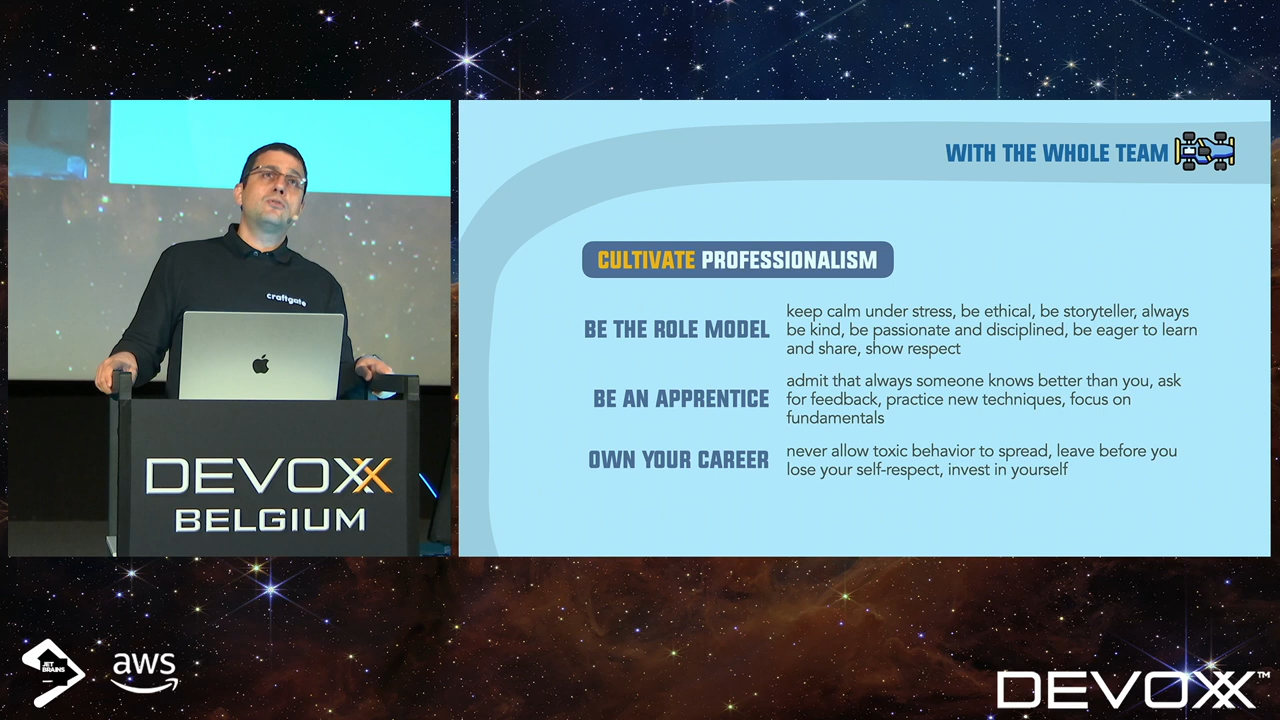 craftgate
DEVOXX
BELGIUM
WITH THE WHOLE TEAM
CULTIVATE PROFESSIONALISM
BE THE ROLE MODEL
keep calm under stress, be ethical, be storyteller, always
be kind, be passionate and disciplined, be eager to learn
and share, show respect
BE AN APPRENTICE
admit that always someone knows better than you, ask
for feedback, practice new techniques, focus on
fundamentals
OWN YOUR CAREER
never allow toxic behavior to spread, leave before you
lose your self-respect, invest in yourself
JET
BRAINS
aws
DEVOXX™